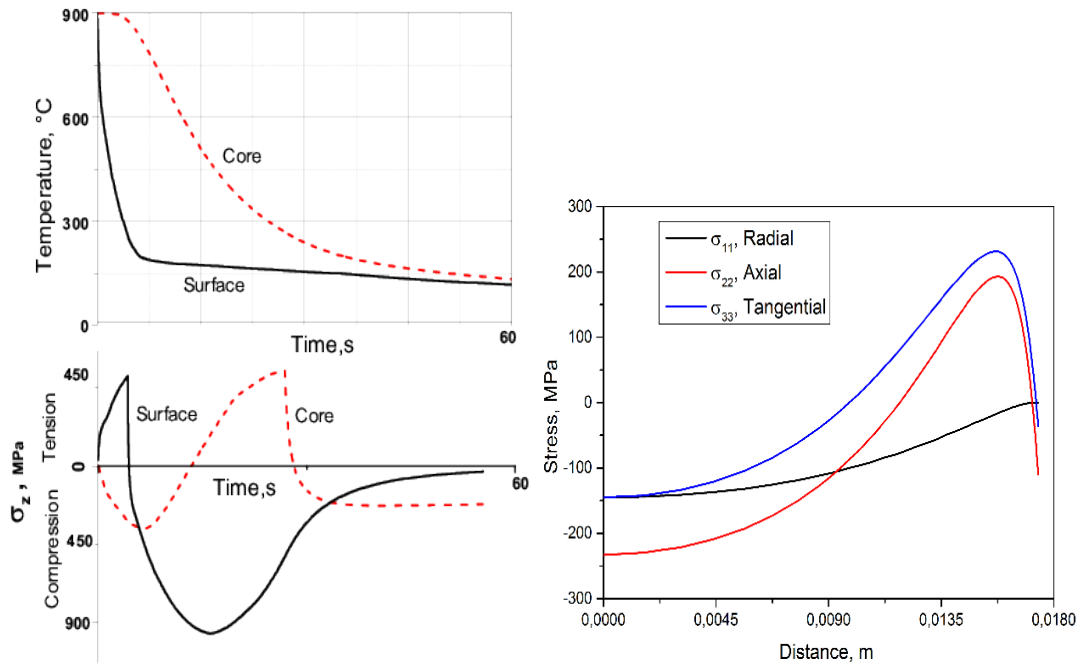 900
600
300
0
Temperature, °C
Core
Surface
Time,s
60
450
0
450
900
Tension
Compression
σz , MPa
Surface
Core
Time,s
60
300
200
100
0
-100
-200
-300
Stress, MPa
σ11, Radial
σ22, Axial
σ33, Tangential
0,0000
0,0045
0,0090
0,0135
0,0180
Distance, m